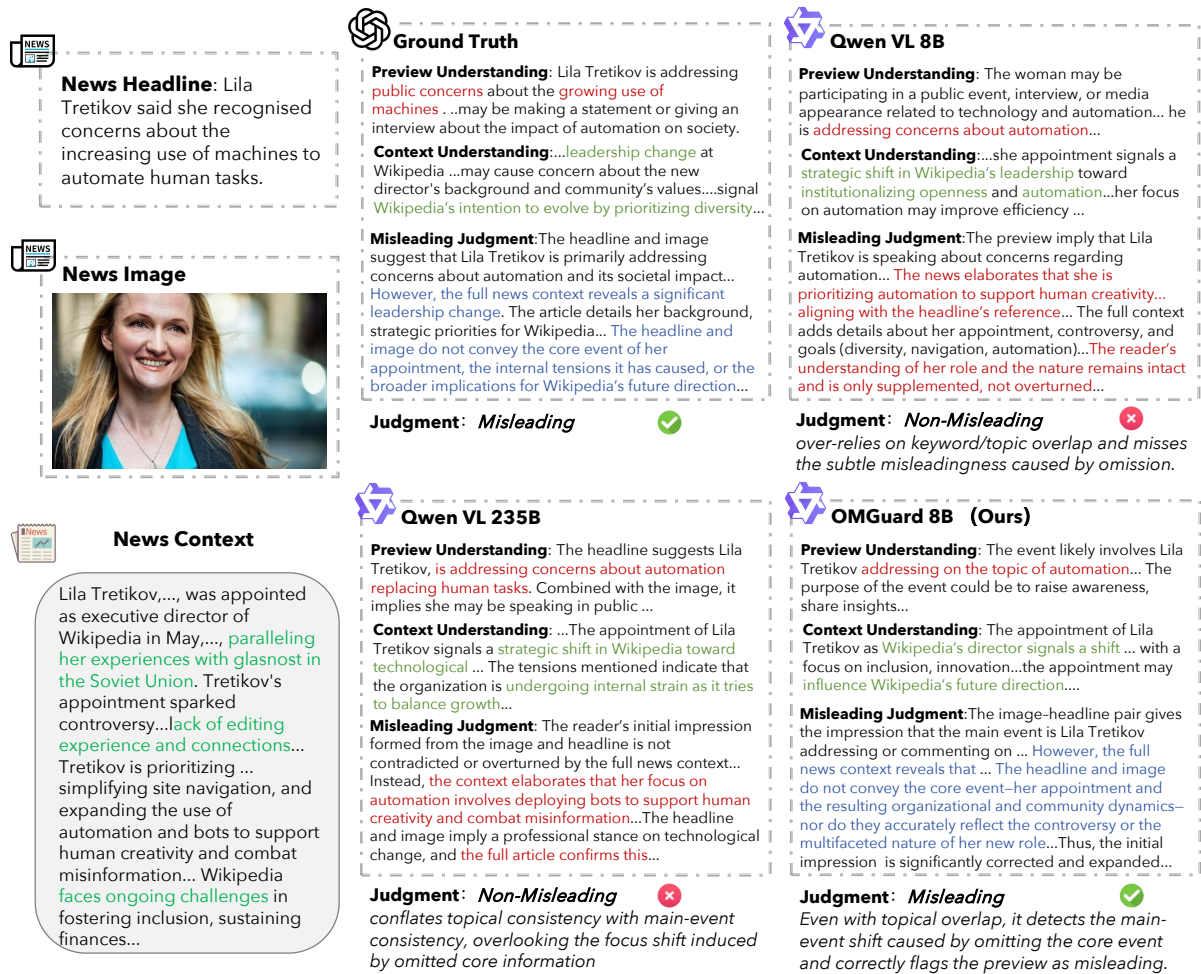 NEWS
News Headline: Lila
Tretikov said she recognised
concerns about the
increasing use of machines to
automate human tasks.
NEWS
News Image
News
News Context
Lila Tretikov,..., was appointed
as executive director of
Wikipedia in May,..., paralleling
her experiences with glasnost in
the Soviet Union. Tretikov's
appointment sparked
controversy...lack of editing
experience and connections...
Tretikov is prioritizing ...
simplifying site navigation, and
expanding the use of
automation and bots to support
human creativity and combat
misinformation... Wikipedia
faces ongoing challenges in
fostering inclusion, sustaining
finances...
Ground Truth
Preview Understanding: Lila Tretikov is addressing
public concerns about the growing use of
machines . ..may be making a statement or giving an
interview about the impact of automation on society.
Context Understanding:...leadership change at
Wikipedia ...may cause concern about the new
director's background and community's values....signal
Wikipedia's intention to evolve by prioritizing diversity...
Misleading Judgment:The headline and image
suggest that Lila Tretikov is primarily addressing
concerns about automation and its societal impact...
However, the full news context reveals a significant
leadership change. The article details her background,
strategic priorities for Wikipedia... The headline and
image do not convey the core event of her
appointment, the internal tensions it has caused, or the
broader implications for Wikipedia's future direction...
Judgment: Misleading
Qwen VL 8B
Preview Understanding: The woman may be
participating in a public event, interview, or media
appearance related to technology and automation... he
is addressing concerns about automation...
Context Understanding:...she appointment signals a
strategic shift in Wikipedia's leadership toward
institutionalizing openness and automation...her focus
on automation may improve efficiency ...
Misleading Judgment:The preview imply that Lila
Tretikov is speaking about concerns regarding
automation... The news elaborates that she is
prioritizing automation to support human creativity...
aligning with the headline's reference... The full context
adds details about her appointment, controversy, and
goals (diversity, navigation, automation)...The reader's
understanding of her role and the nature remains intact
and is only supplemented, not overturned...
Judgment: Non-Misleading
over-relies on keyword/topic overlap and misses
the subtle misleadingness caused by omission.
Qwen VL 235B
Preview Understanding: The headline suggests Lila
Tretikov, is addressing concerns about automation
replacing human tasks. Combined with the image, it
implies she may be speaking in public ...
Context Understanding: ...The appointment of Lila
Tretikov signals a strategic shift in Wikipedia toward
technological ... The tensions mentioned indicate that
the organization is undergoing internal strain as it tries
to balance growth...
Misleading Judgment: The reader's initial impression
formed from the image and headline is not
contradicted or overturned by the full news context...
Instead, the context elaborates that her focus on
automation involves deploying bots to support human
creativity and combat misinformation...The headline
and image imply a professional stance on technological
change, and the full article confirms this...
Judgment: Non-Misleading
conflates topical consistency with main-event
consistency, overlooking the focus shift induced
by omitted core information
OMGuard 8B (Ours)
Preview Understanding: The event likely involves Lila
Tretikov addressing on the topic of automation... The
purpose of the event could be to raise awareness,
share insights...
Context Understanding: The appointment of Lila
Tretikov as Wikipedia's director signals a shift ... with a
focus on inclusion, innovation...the appointment may
influence Wikipedia's future direction....
Misleading Judgment:The image-headline pair gives
the impression that the main event is Lila Tretikov
addressing or commenting on ... However, the full
news context reveals that ... The headline and image
do not convey the core event—her appointment and
the resulting organizational and community dynamics—
nor do they accurately reflect the controversy or the
multifaceted nature of her new role...Thus, the initial
impression is significantly corrected and expanded...
Judgment: Misleading
Even with topical overlap, it detects the main-
event shift caused by omitting the core event
and correctly flags the preview as misleading.